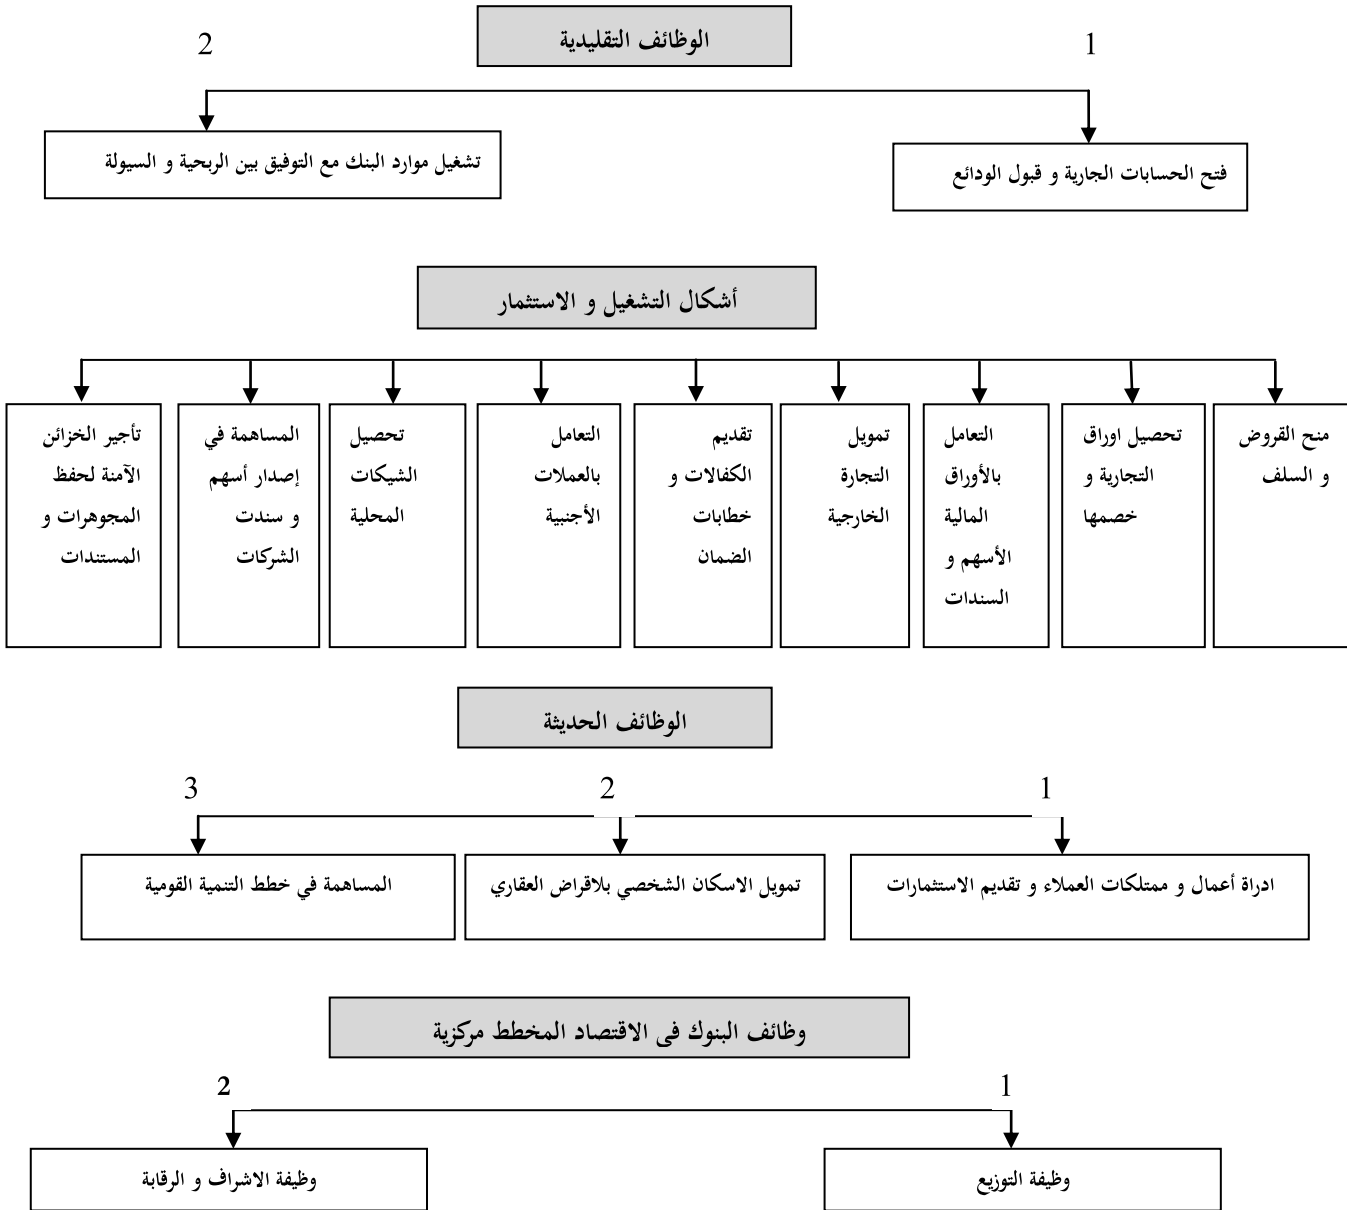 الوظائف التقليدية
1
2
فتح الحسابات الجارية و قبول الودائع
تشغيل موارد البنك مع التوفيق بين الربحية و السيولة
أشكال التشغيل و الاستثمار
منح القروض
و السلف
تحصيل اوراق
التجارية و
خصمها
التعامل
بالأوراق
المالية
الأسهم و
السندات
تمويل
التجارة
الخارجية
تقديم
الكفالات و
خطابات
الضمان
التعامل
بالعملات
الأجنبية
تحصيل
الشيكات
المحلية
المساهمة في
إصدار أسهم
و سندت
الشركات
تأجير الخزائن
الآمنة لحفظ
المجوهرات و
المستندات
الوظائف الحديثة
1
2
3
ادراة أعمال و ممتلكات العملاء و تقديم الاستثمارات
تمويل الاسكان الشخصي بلاقراض العقاري
المساهمة في خطط التنمية القومية
وظائف البنوك فى الاقتصاد المخطط مركزية
1
2
وظيفة التوزيع
وظيفة الاشراف و الرقابة